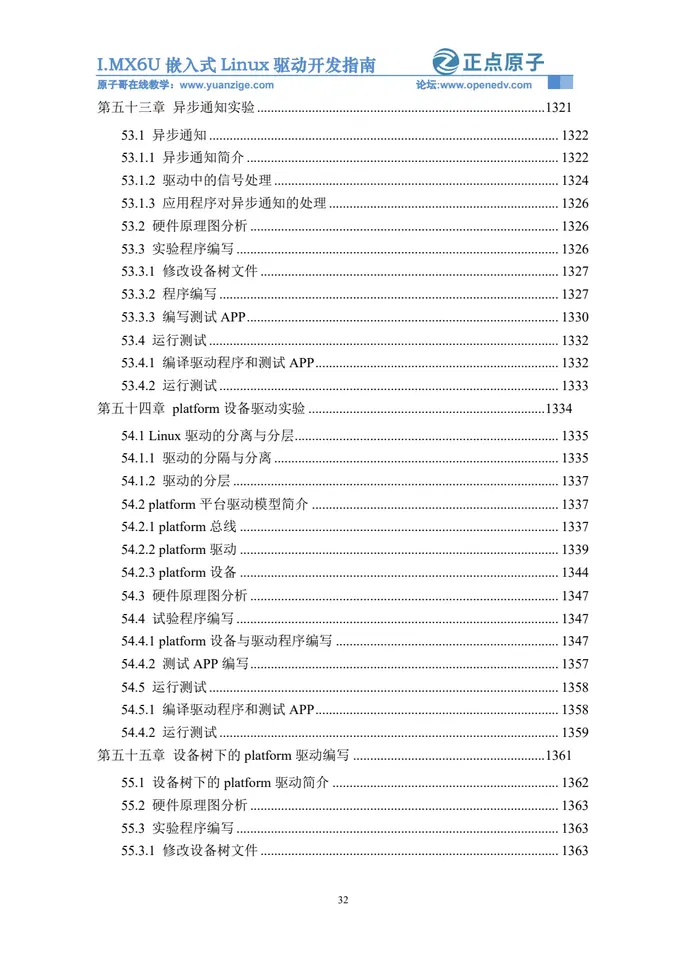 I.MX6U 嵌入式 Linux 驱动开发指南
正点原子
原子哥在线教学：www.yuanzige.com 论坛:www.openedv.com
第五十三章 异步通知实验 ...................................................................................1321
53.1 异步通知 ....................................................................................................... 1322
53.1.1 异步通知简介 ........................................................................................... 1322
53.1.2 驱动中的信号处理 ................................................................................... 1324
53.1.3 应用程序对异步通知的处理 ................................................................... 1326
53.2 硬件原理图分析 .......................................................................................... 1326
53.3 实验程序编写 .............................................................................................. 1326
53.3.1 修改设备树文件 ....................................................................................... 1327
53.3.2 程序编写 ................................................................................................... 1327
53.3.3 编写测试 APP........................................................................................... 1330
53.4 运行测试 ...................................................................................................... 1332
53.4.1 编译驱动程序和测试 APP....................................................................... 1332
53.4.2 运行测试 ................................................................................................... 1333
第五十四章 platform 设备驱动实验 .....................................................................1334
54.1 Linux 驱动的分离与分层............................................................................. 1335
54.1.1 驱动的分隔与分离 ................................................................................... 1335
54.1.2 驱动的分层 ............................................................................................... 1337
54.2 platform 平台驱动模型简介 ........................................................................ 1337
54.2.1 platform 总线 ............................................................................................. 1337
54.2.2 platform 驱动 ............................................................................................. 1339
54.2.3 platform 设备 ............................................................................................. 1344
54.3 硬件原理图分析 .......................................................................................... 1347
54.4 试验程序编写 .............................................................................................. 1347
54.4.1 platform 设备与驱动程序编写 ................................................................. 1347
54.4.2 测试 APP 编写.......................................................................................... 1357
54.5 运行测试 ...................................................................................................... 1358
54.5.1 编译驱动程序和测试 APP....................................................................... 1358
54.4.2 运行测试 ................................................................................................... 1359
第五十五章 设备树下的 platform 驱动编写 ........................................................1361
55.1 设备树下的 platform 驱动简介 .................................................................. 1362
55.2 硬件原理图分析 .......................................................................................... 1363
55.3 实验程序编写 .............................................................................................. 1363
55.3.1 修改设备树文件 ....................................................................................... 1363
32